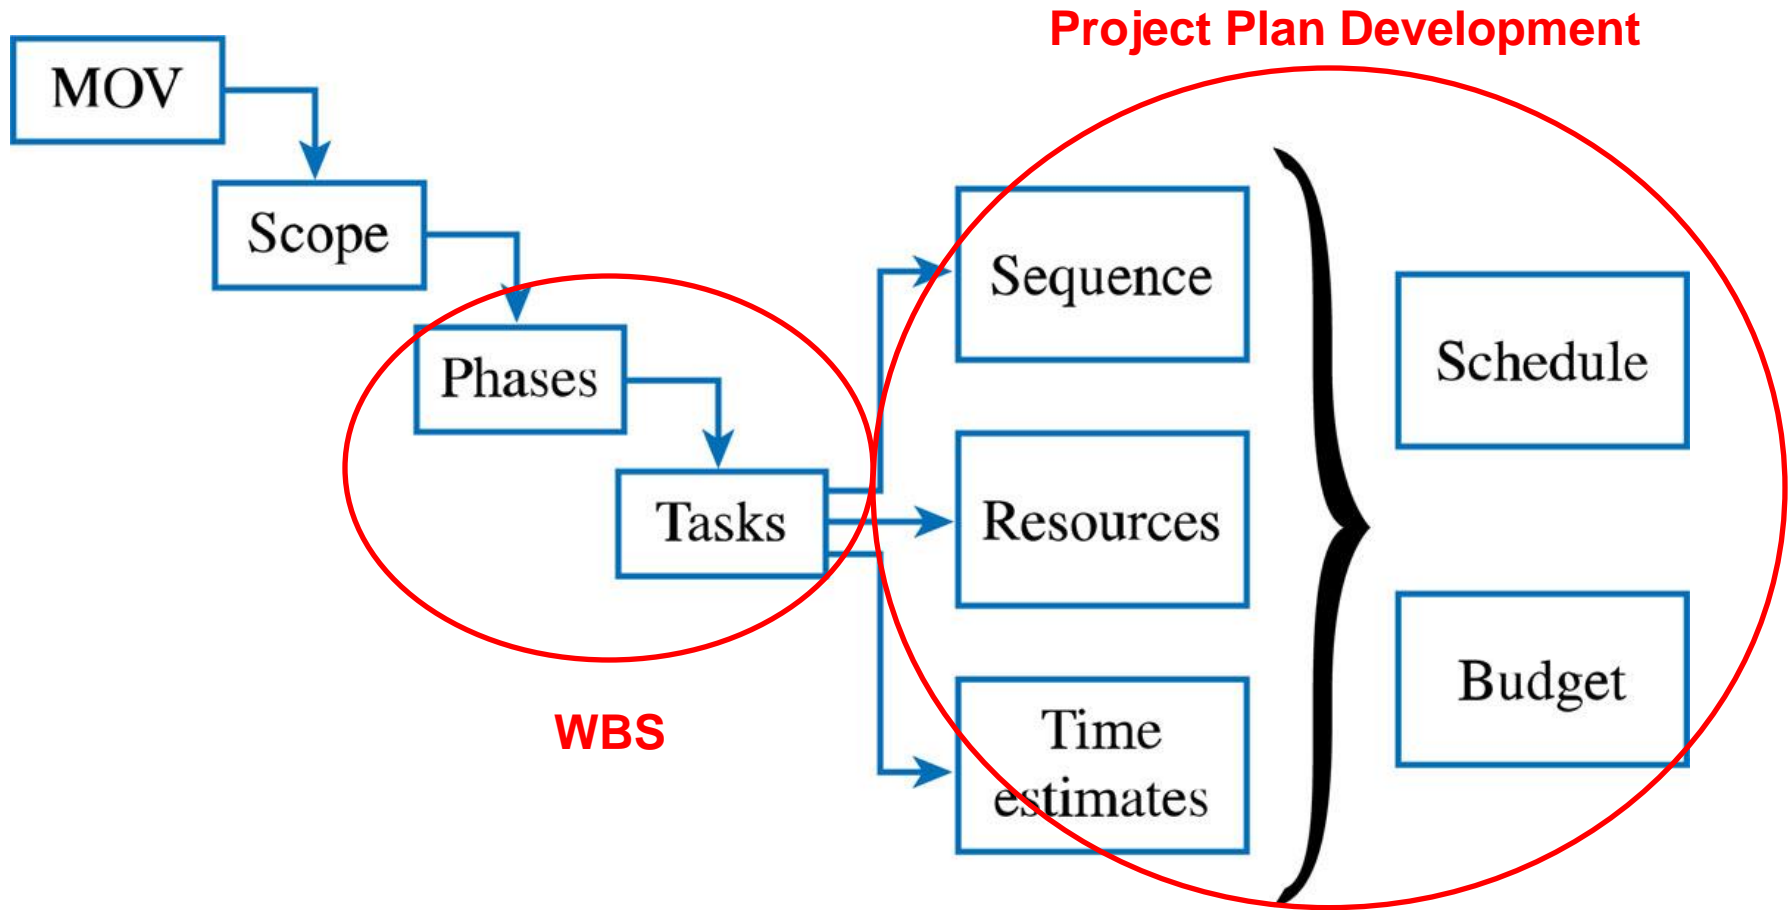 Project Plan Development
MOV
Scope
Phases
Tasks
WBS
Sequence
Resources
Time
estimates
Schedule
Budget